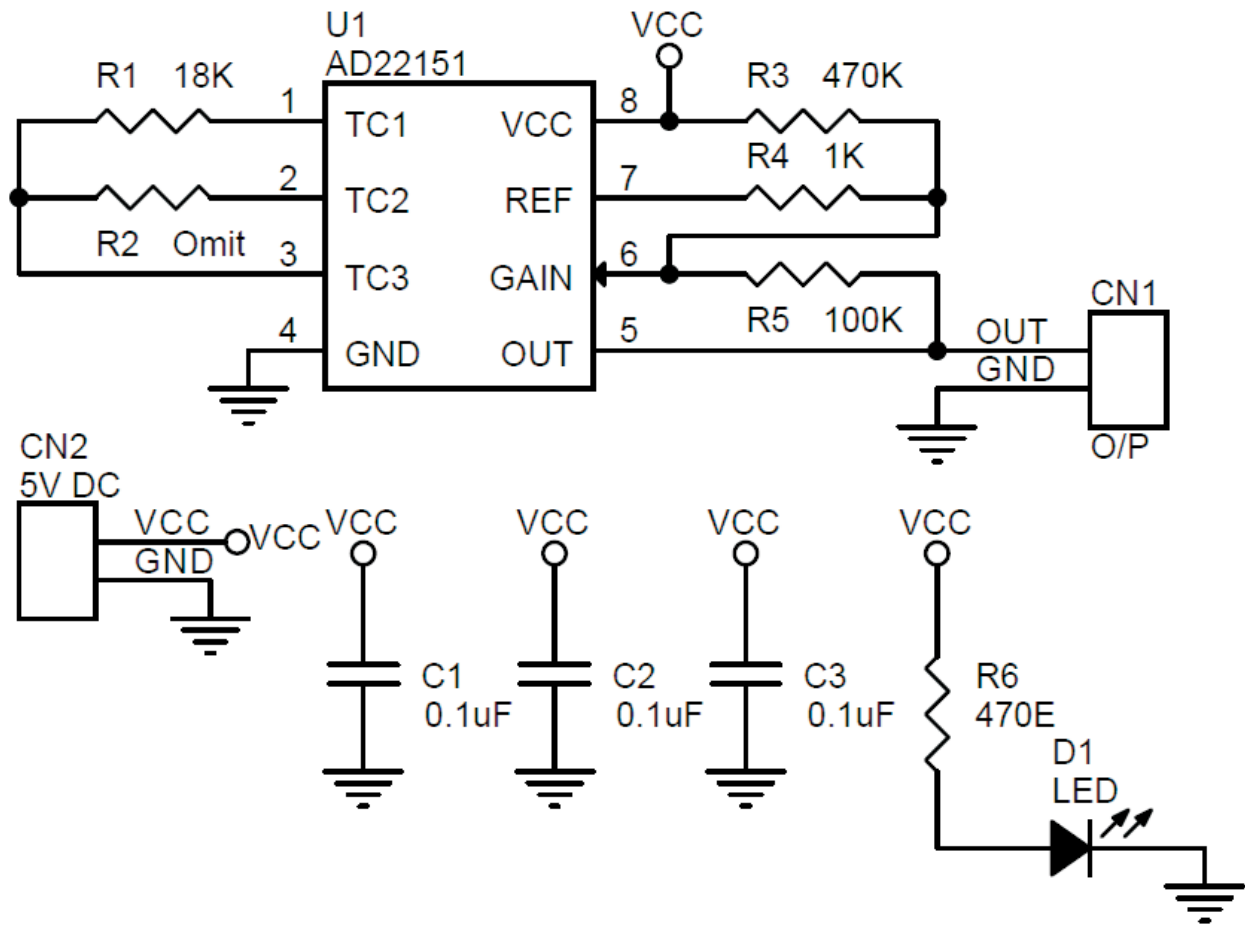 U1
AD22151
VCC
R1 18K
R3 470K
1
TC1
VCC
8
R4 1K
2
TC2
REF
7
R2 Omit
3
TC3
GAIN
6
R5 100K
4
GND
OUT
5
CN1
OUT
GND
O/P
CN2
5V DC
VCC
VCC
GND
VCC
VCC
VCC
VCC
C1
0.1uF
C2
0.1uF
C3
0.1uF
R6
470E
D1
LED